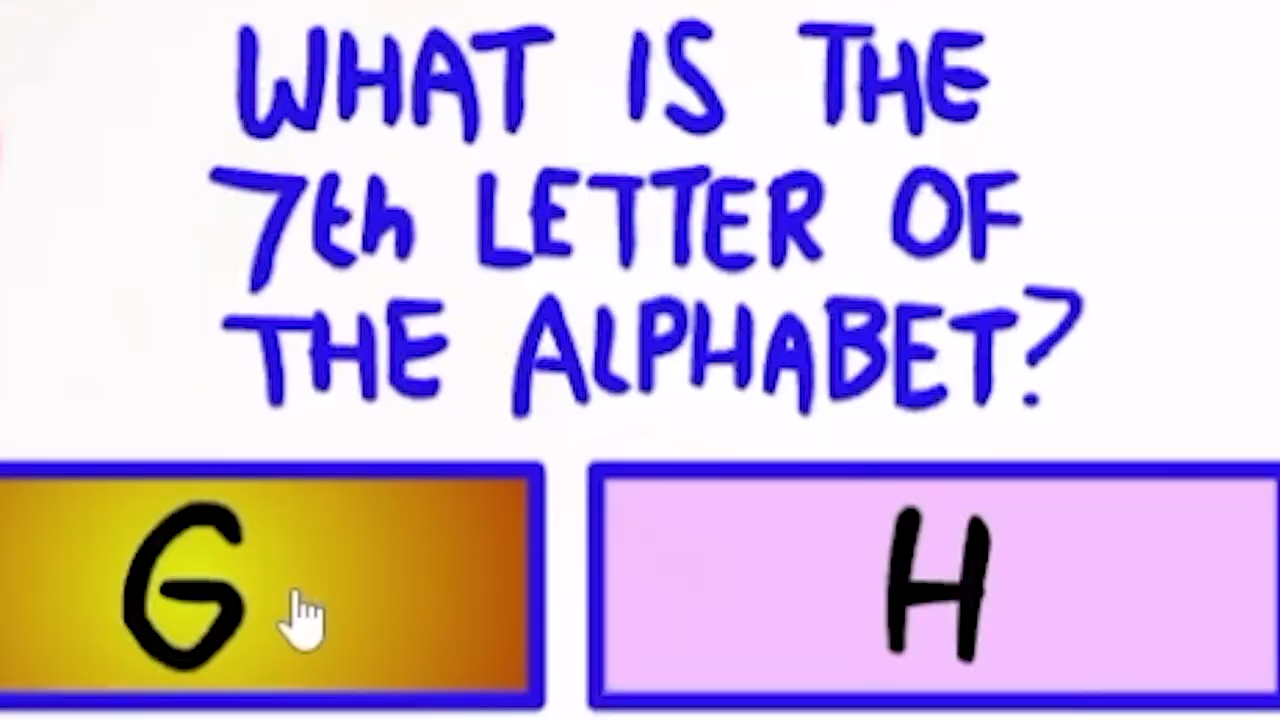 WHAT IS THE
7th LETTER OF
THE ALPHABET?
G H